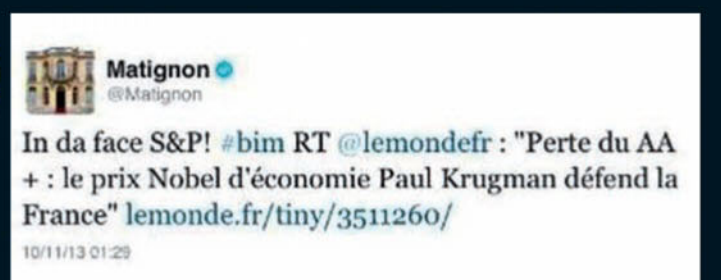 Matignon
@Matignon
In da face S&P! #bim RT @lemondefr : "Perte du AA
+ : le prix Nobel d'économie Paul Krugman défend la
France" lemonde.fr/tiny/3511260/
10/11/13 01:29